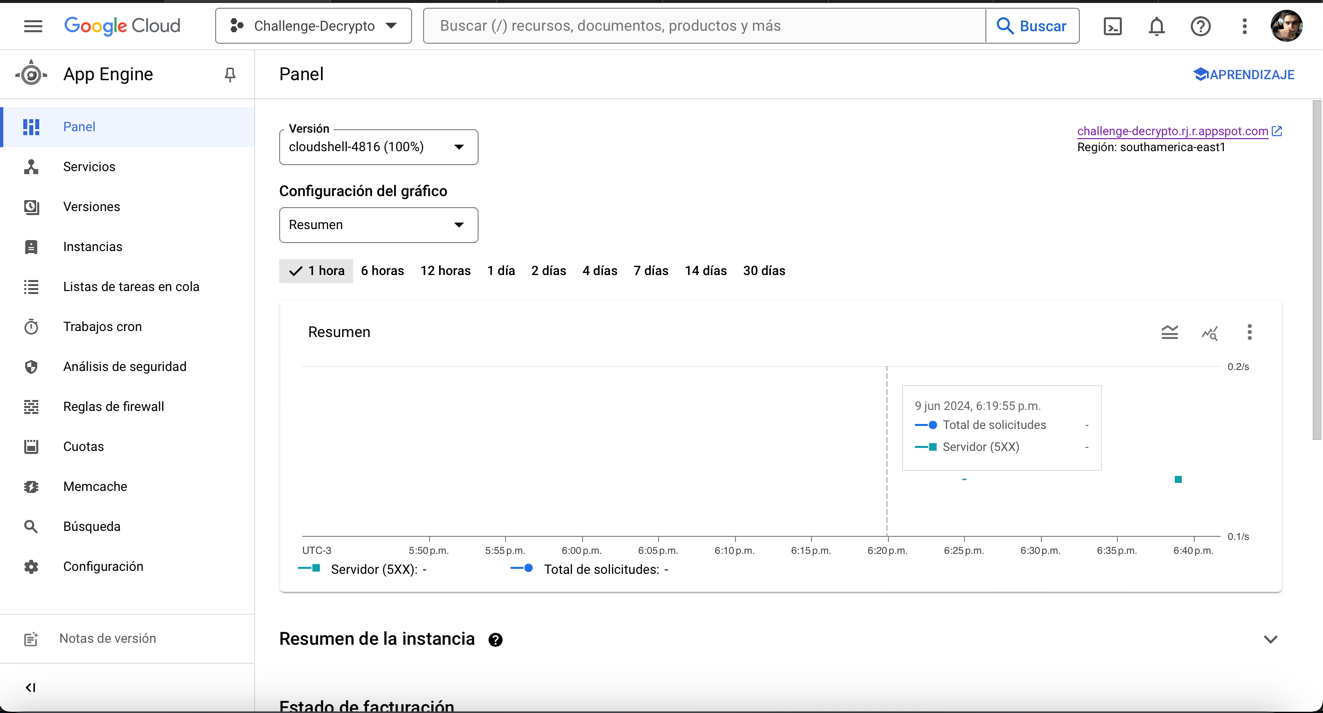 Google Cloud
Challenge-Decrypto
Buscar (/) recursos, documentos, productos y más
Buscar
App Engine
Panel
APRENDIZAJE
Panel
Servicios
Versiones
Instancias
Listas de tareas en cola
Trabajos cron
Análisis de seguridad
Reglas de firewall
Cuotas
Memcache
Búsqueda
Configuración
Notas de versión
Versión
cloudshell-4816 (100%)
challenge-decrypto.rj.r.appspot.com
Región: southamerica-east1
Configuración del gráfico
Resumen
1 hora 6 horas 12 horas 1 día 2 días 4 días 7 días 14 días 30 días
Resumen
0.2/s
9 jun 2024, 6:19:55 p.m.
Total de solicitudes -
Servidor (5XX) -
0.1/s
UTC-3 5:50 p.m. 5:55 p.m. 6:00 p.m. 6:05 p.m. 6:10 p.m. 6:15 p.m. 6:20 p.m. 6:25 p.m. 6:30 p.m. 6:35 p.m. 6:40 p.m.
Servidor (5XX): - Total de solicitudes: -
Resumen de la instancia
Estado de facturación